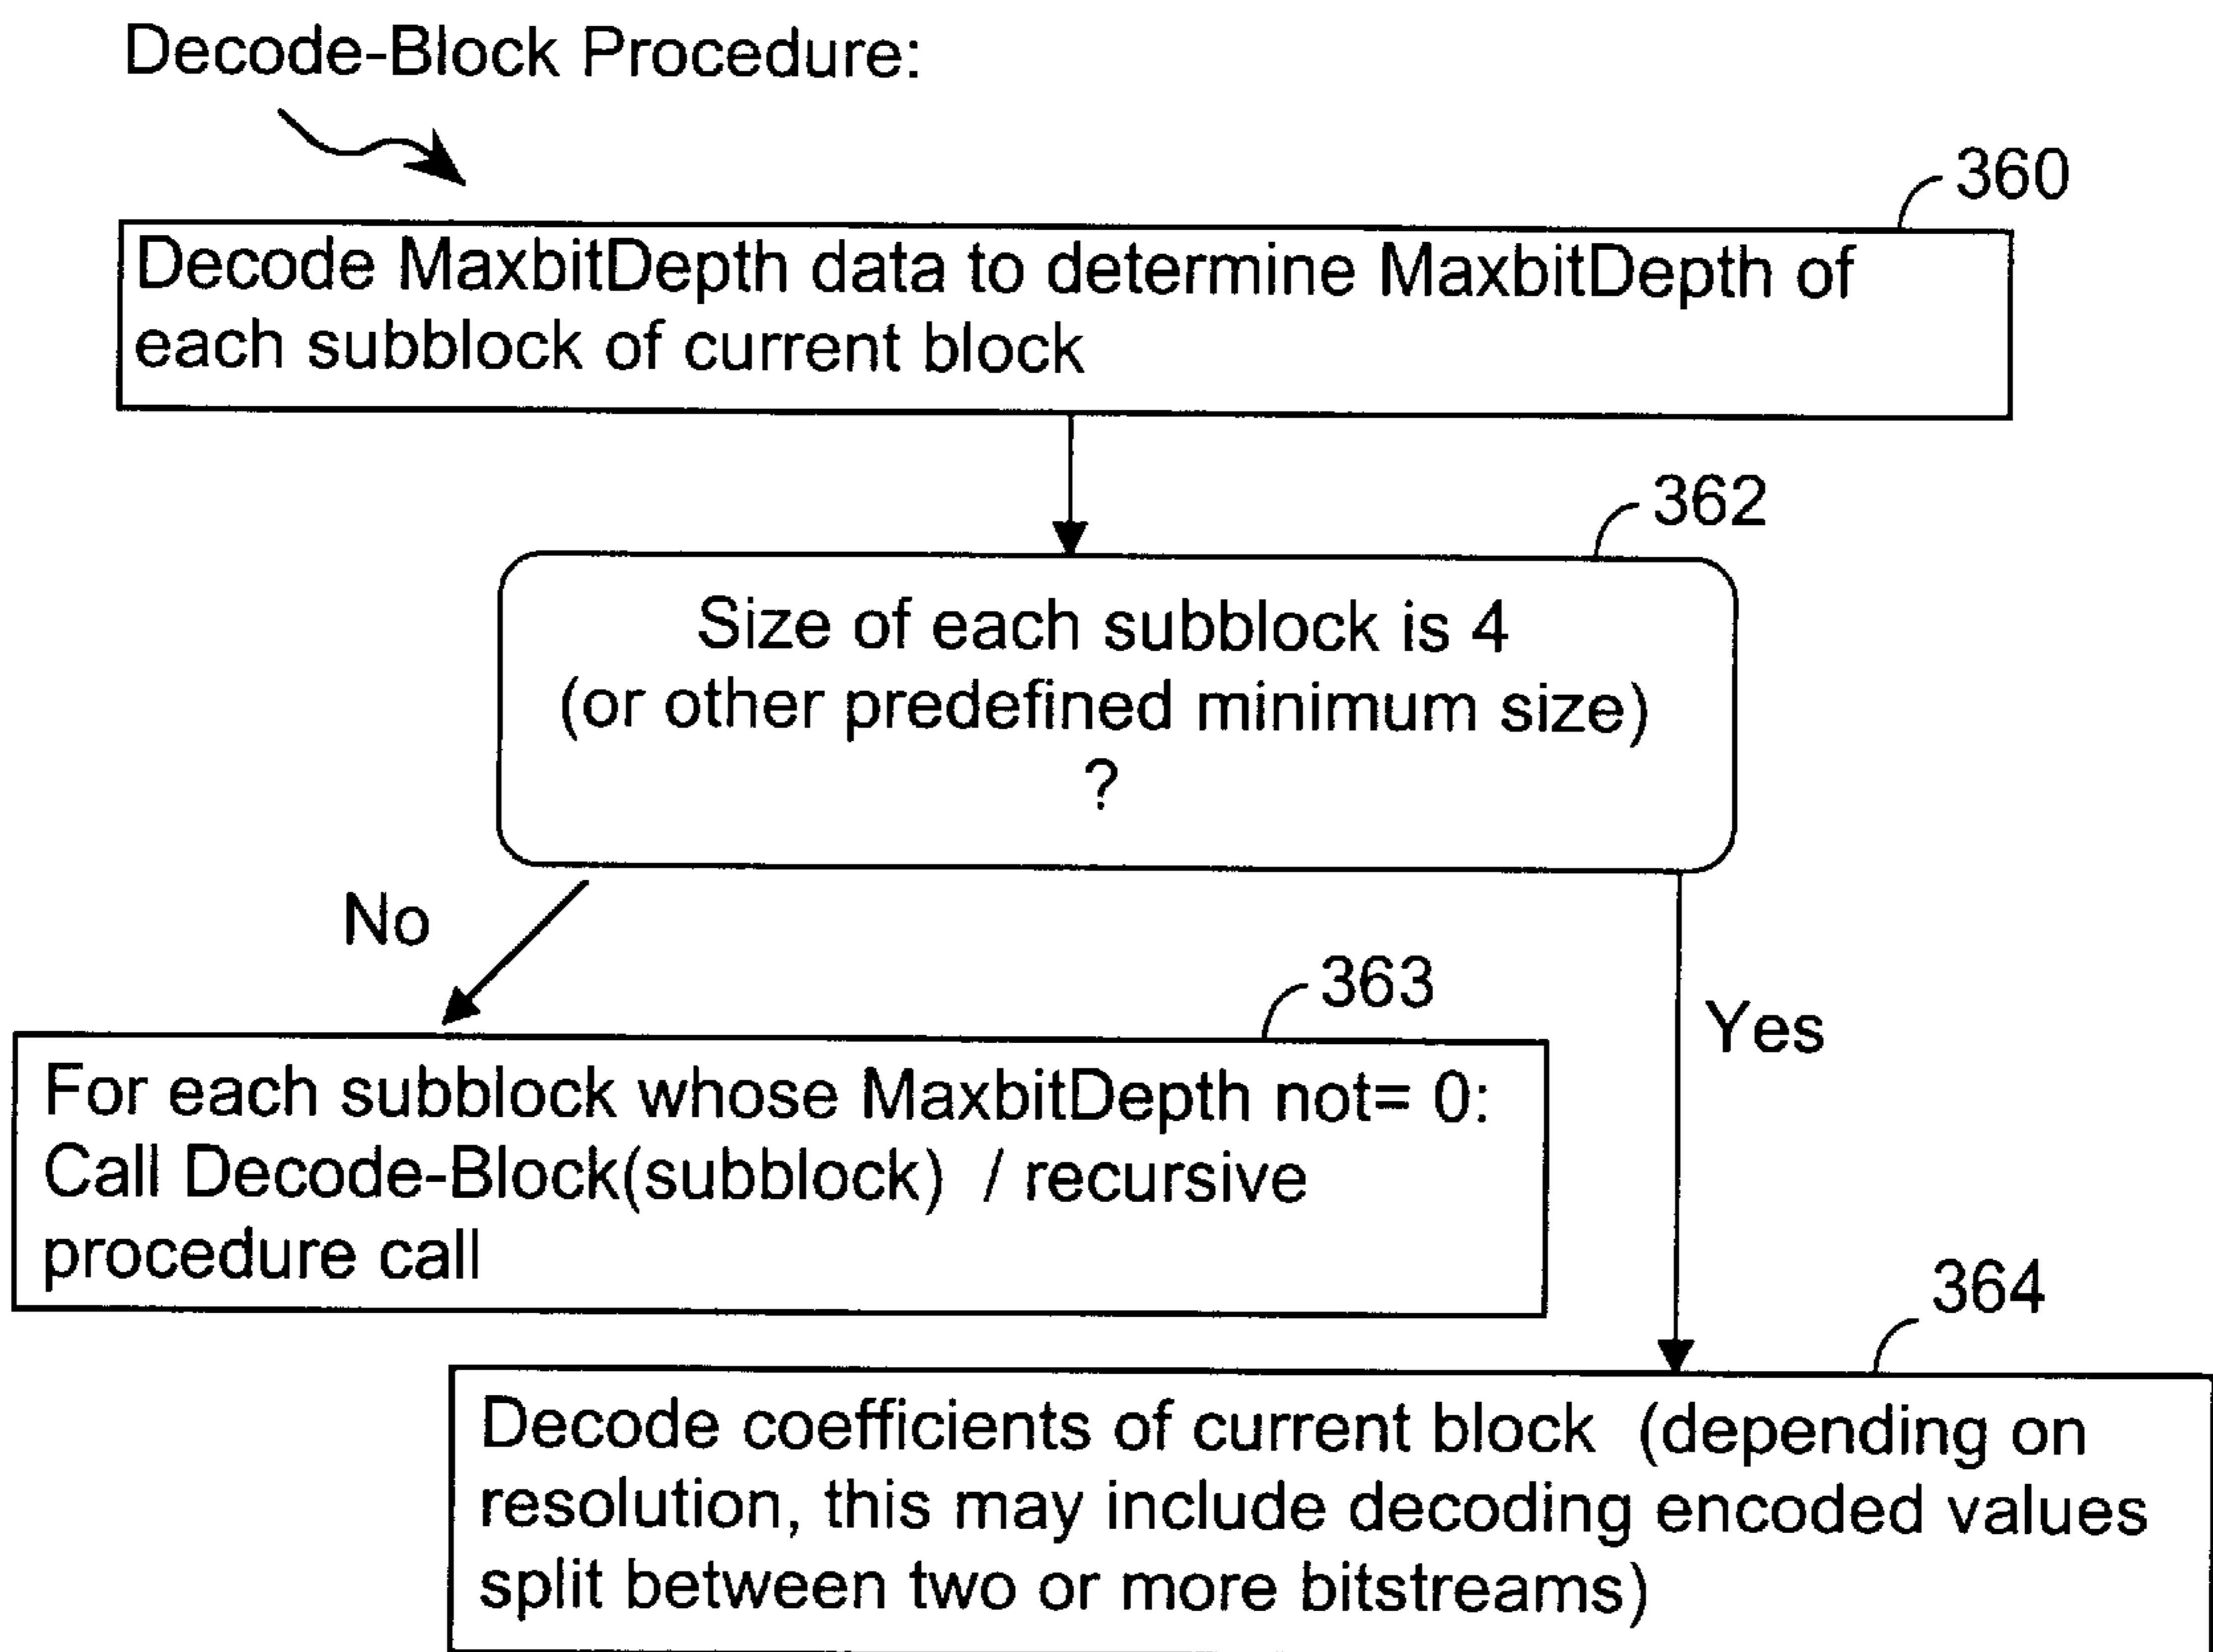 Decode-Block Procedure:
360
Decode MaxbitDepth data to determine MaxbitDepth of
each subblock of current block
362
Size of each subblock is 4
(or other predefined minimum size)
?
No
363
Yes
For each subblock whose MaxbitDepth not= 0:
Call Decode-Block(subblock) / recursive
procedure call
364
Decode coefficients of current block (depending on
resolution, this may include decoding encoded values
split between two or more bitstreams)